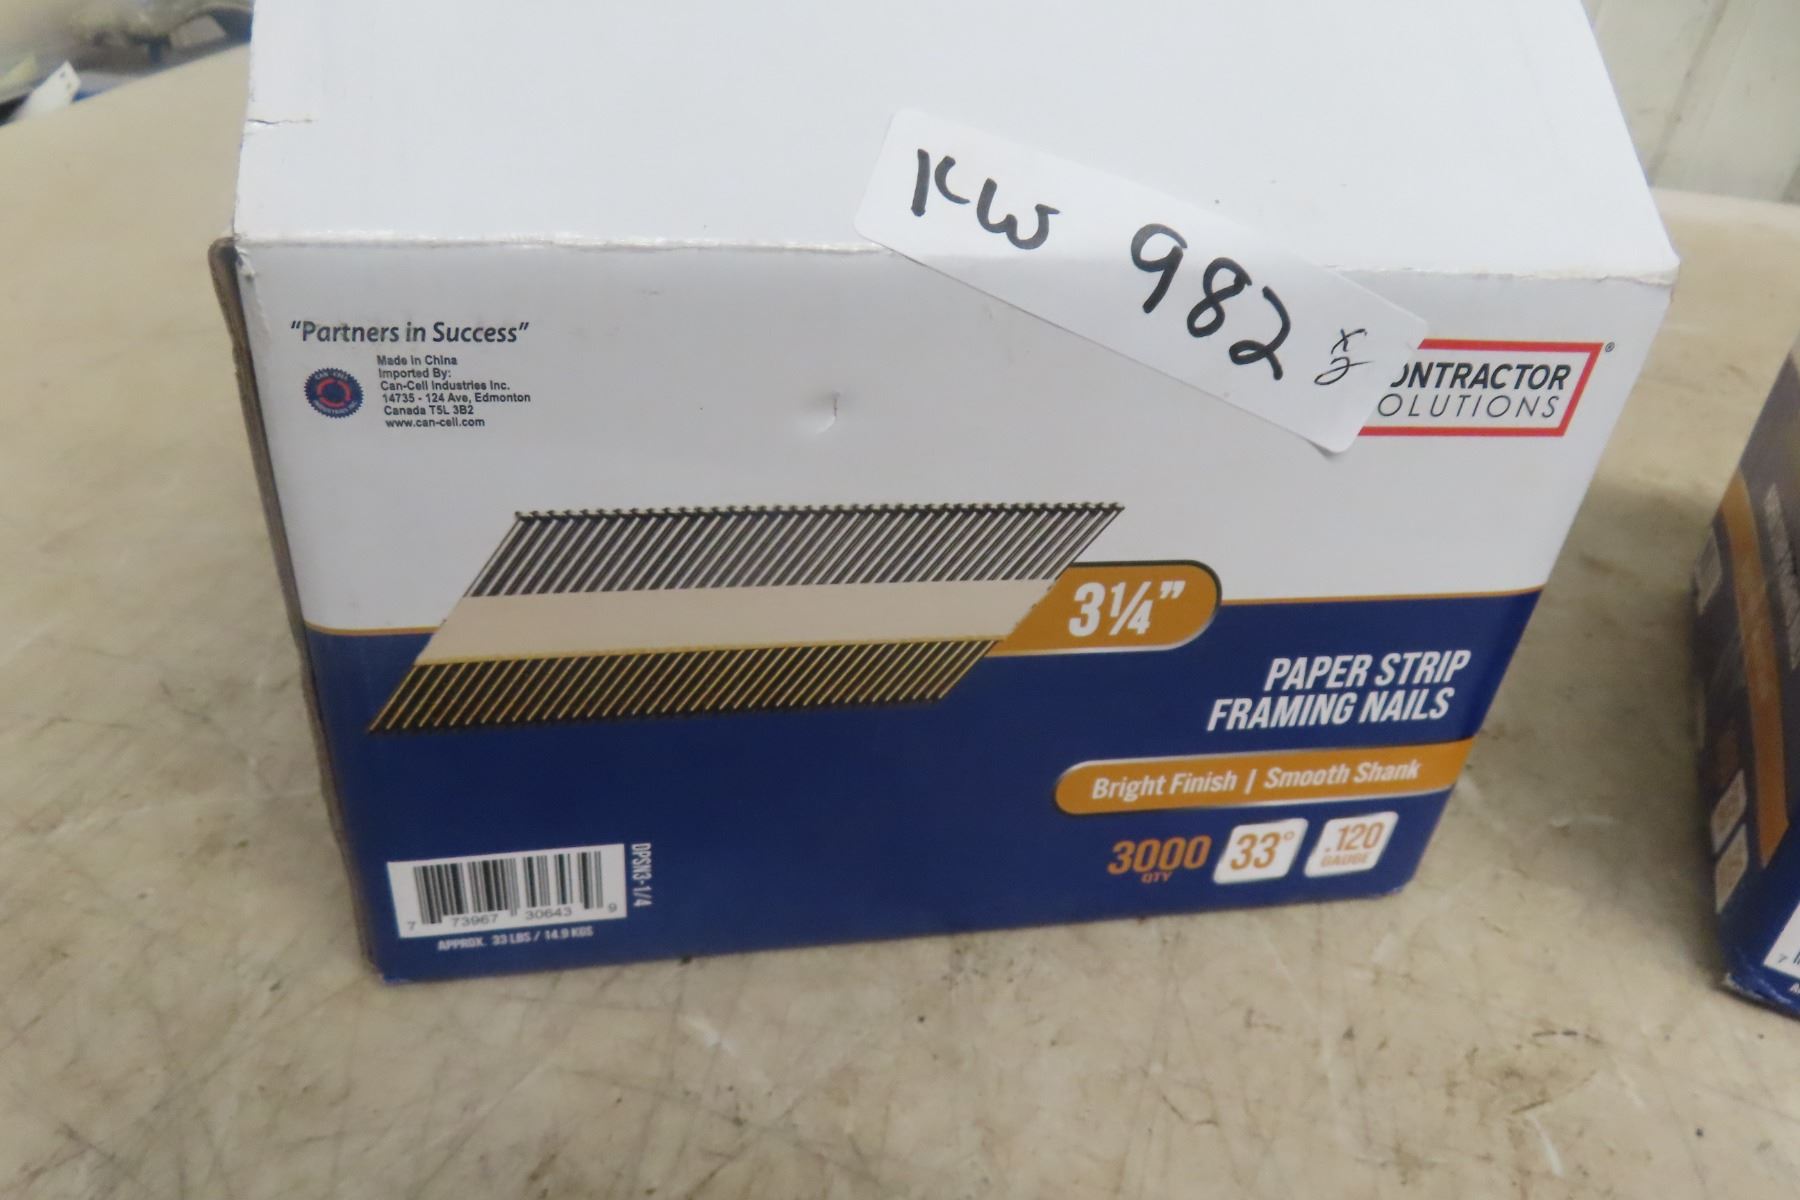 KW 982 x2
"Partners in Success"
Made in China
Imported By:
Can-Cell Industries Inc.
14735 - 124 Ave, Edmonton
Canada T5L 3B2
www.can-cell.com
ONTRACTOR
OLUTIONS
®
3¼"
PAPER STRIP
FRAMING NAILS
Bright Finish | Smooth Shank
3000
QTY
33°
.120
GAUGE
DPSN3-1/4
7 73967 30643 9
APPROX. 33 LBS / 14.9 KGS